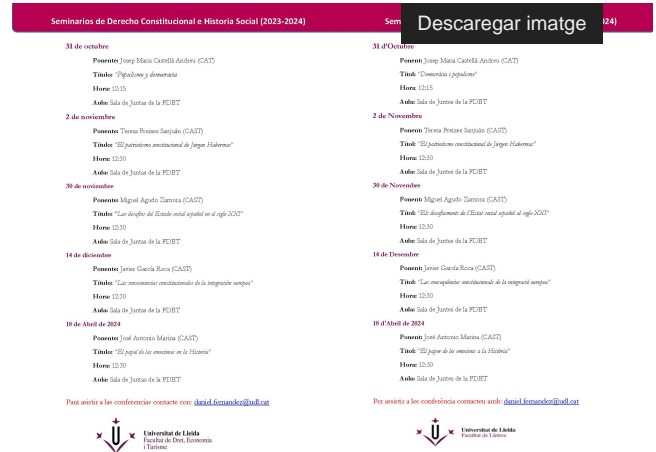 Seminarios de Derecho Constitucional e Historia Social (2023-2024)
31 de octubre
Ponente: Josep Maria Castellà Andreu (CAT)
Título: "Populismo y democracia
Hora: 12:15
Aula: Sala de Juntas de la FDET
2 de noviembre
Ponente: Teresa Freixes Sanjuán (CAST)
Título: "El patriotismo constitucional de Jürgen Habermas"
Hora: 12:30
Aula: Sala de Juntas de la FDET
30 de noviembre
Ponente: Miguel Agudo Zamora (CAST)
Título: "Los desafíos del Estado social español en el siglo XXI"
Hora: 12:30
Aula: Sala de Juntas de la FDET
14 de diciembre
Ponente: Javier García Roca (CAST)
Título: "Las consecuencias constitucionales de la integración europea"
Hora: 12:30
Aula: Sala de Juntas de la FDET
18 de Abril de 2024
Ponente: José Antonio Marina (CAST)
Título: "El papel de las emociones en la Historia"
Hora: 12:30
Aula: Sala de Juntas de la FDET
Para asistir a las conferencias contacte con: daniel.fernandez@udl.cat
Universitat de Lleida
Facultat de Dret, Economia
i Turisme
Sem
Descaregar imatge
24)
31 d'Octubre
Ponent: Josep Maria Castellà Andreu (CAT)
Títol: "Democràcia i populisme"
Hora: 12:15
Aula: Sala de Juntes de la FDET
2 de Novembre
Ponent: Teresa Freixes Sanjuán (CAST)
Títol: "El patriotisme constitucional de Jürgen Habermas"
Hora: 12:30
Aula: Sala de Juntes de la FDET
30 de Novembre
Ponent: Miguel Agudo Zamora (CAST)
Títol: "Els desafiaments de l'Estat social español al segle XXI"
Hora: 12:30
Aula: Sala de Juntes de la FDET
14 de Desembre
Ponent: Javier García Roca (CAST)
Títol: "Les conseqüències constitucionals de la integració europea"
Hora: 12:30
Aula: Sala de Juntes de la FDET
18 d'Abril de 2024
Ponent: José Antonio Marina (CAST)
Títol: "El paper de les emocions a la Història"
Hora: 12:30
Aula: Sala de Juntes de la FDET
Per assistir a les conferència contacteu amb: daniel.fernandez@udl.cat
Universitat de Lleida
Facultat de Lletres